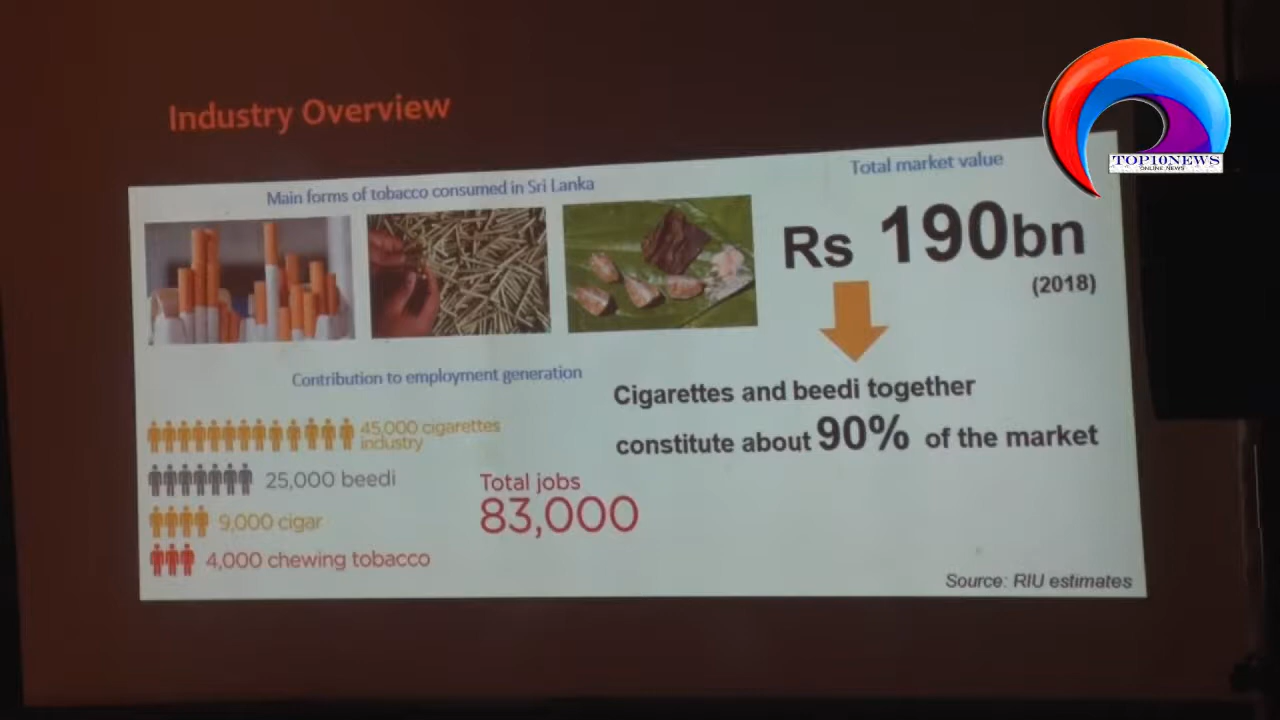 Industry Overview
Main forms of tobacco consumed in Sri Lanka
Total market value
Rs 190bn
(2018)
Cigarettes and beedi together
constitute about 90% of the market
Contribution to employment generation
45,000 cigarettes
industry
25,000 beedi
9,000 cigar
4,000 chewing tobacco
Total jobs
83,000
Source: RIU estimates
TOP10NEWS
ONLINE NEWS